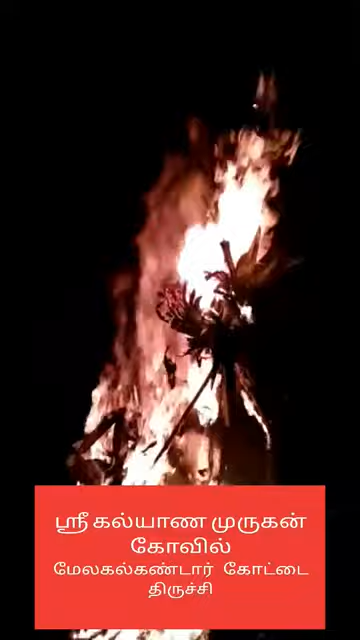 ஸ்ரீ கல்யாண முருகன்
கோவில்
மேலகல்கண்டார் கோட்டை
திருச்சி